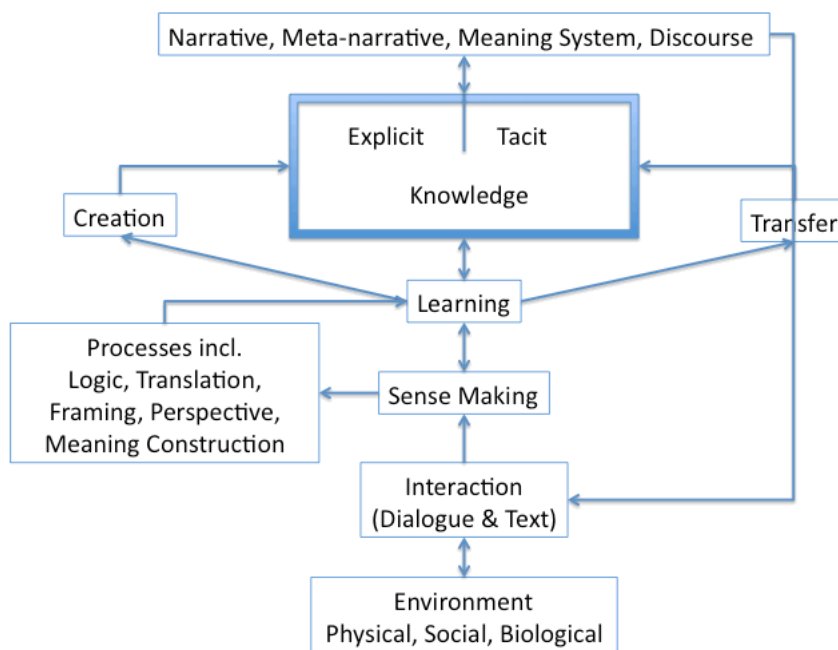 Narrative, Meta-narrative, Meaning System, Discourse
Explicit Tacit
Knowledge
Creation
Transfer
Learning
Processes incl.
Logic, Translation,
Framing, Perspective,
Meaning Construction
Sense Making
Interaction
(Dialogue & Text)
Environment
Physical, Social, Biological